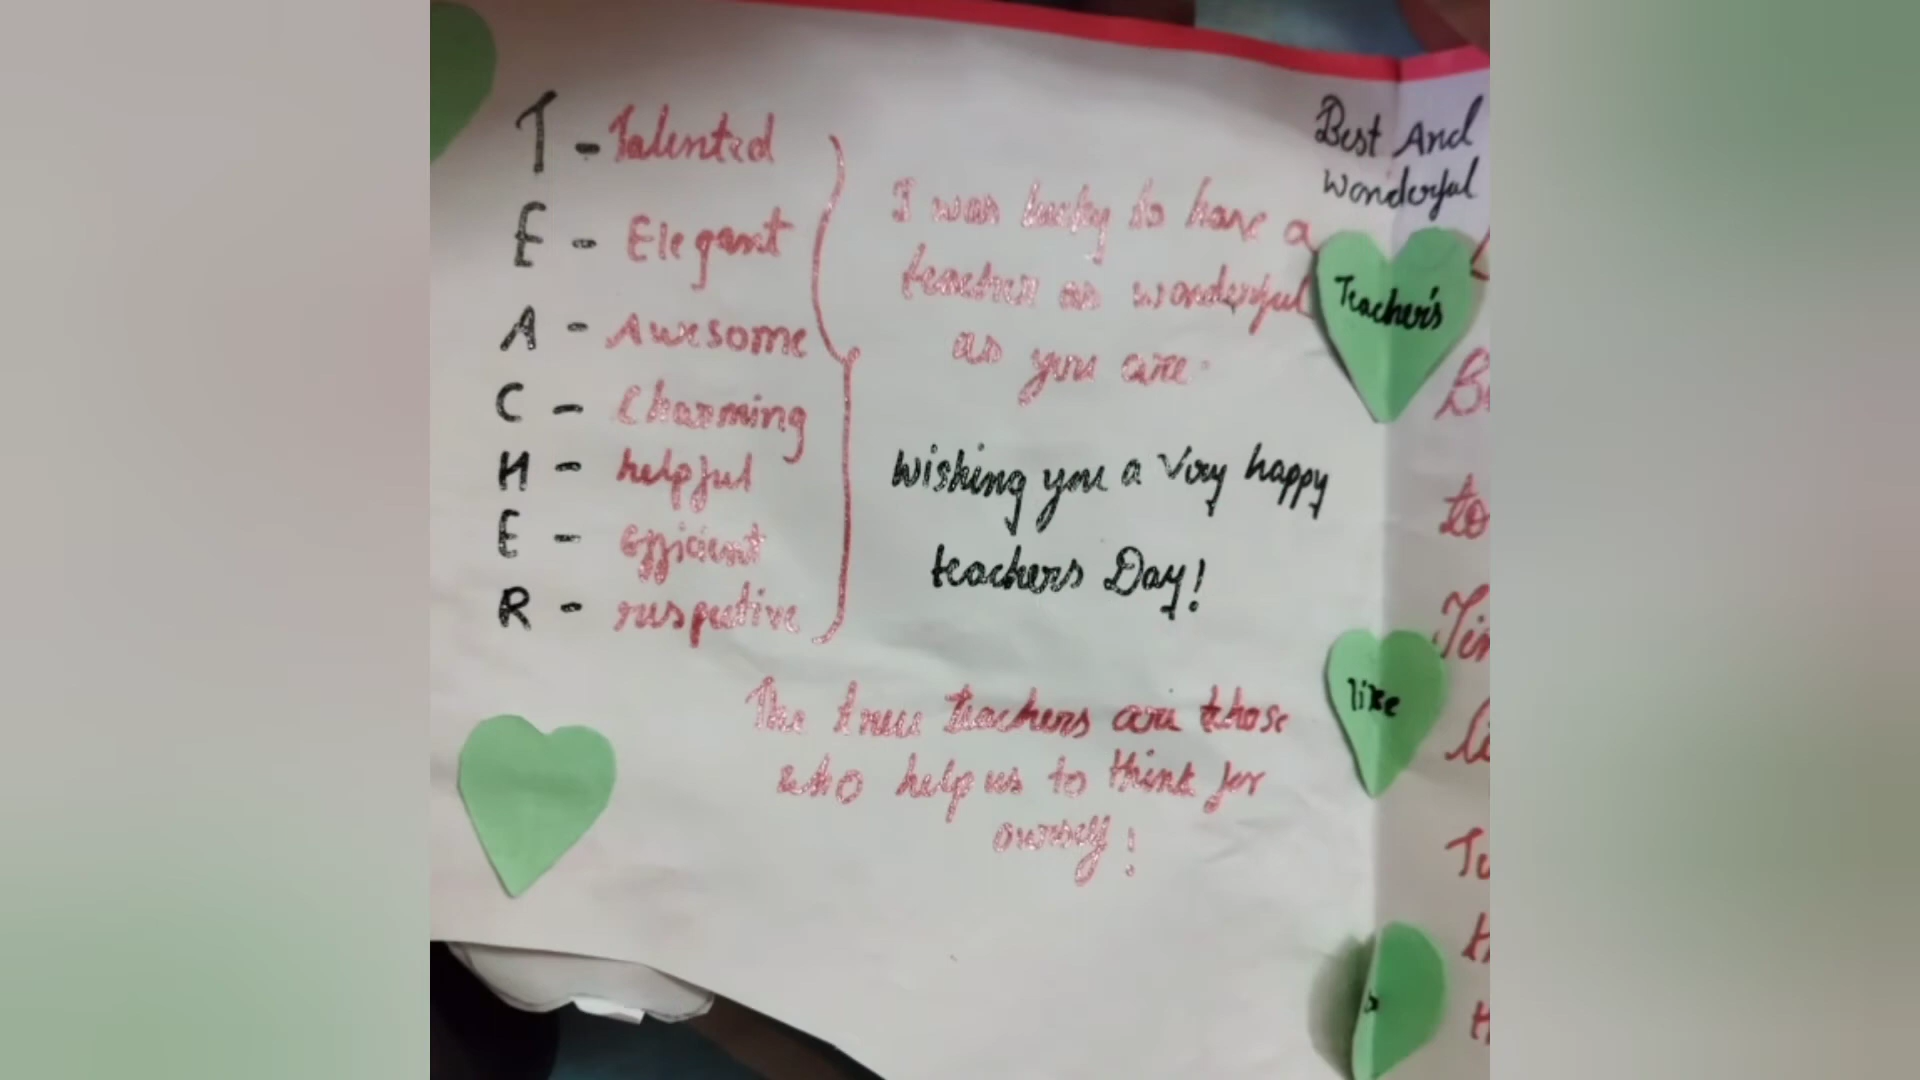 T - Talented
E - Elegant
A - Awesome
C - Charming
H - helpful
E - efficient
R - respective
I was lucky to have a
teacher as wonderful
as you are.
Wishing you a Very happy
teachers Day!
The true teachers are those
who help us to think for
ourself!
Best And
Wonderful
Teacher's
like
to